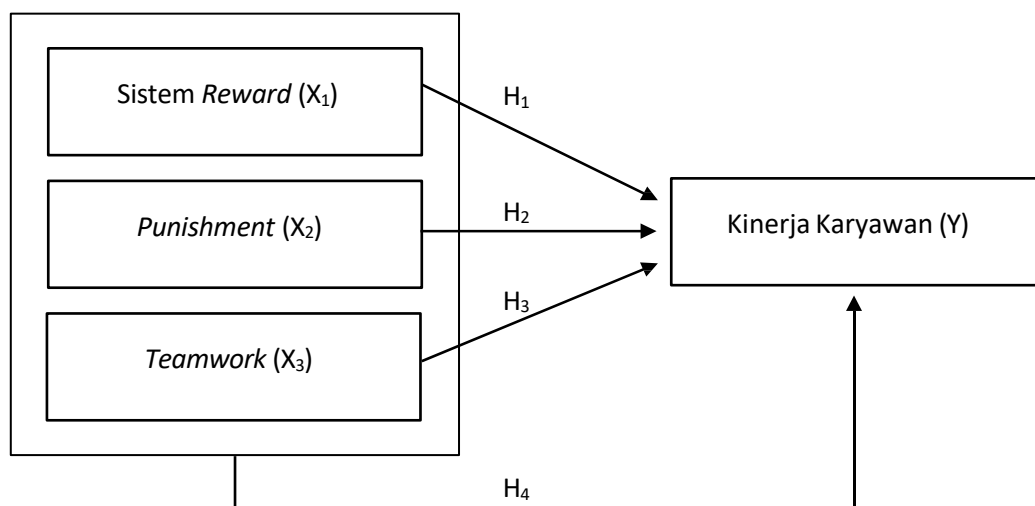 Sistem Reward (X₁)
H₁
Punishment (X₂)
H₂
Kinerja Karyawan (Y)
H₃
Teamwork (X₃)
H₄